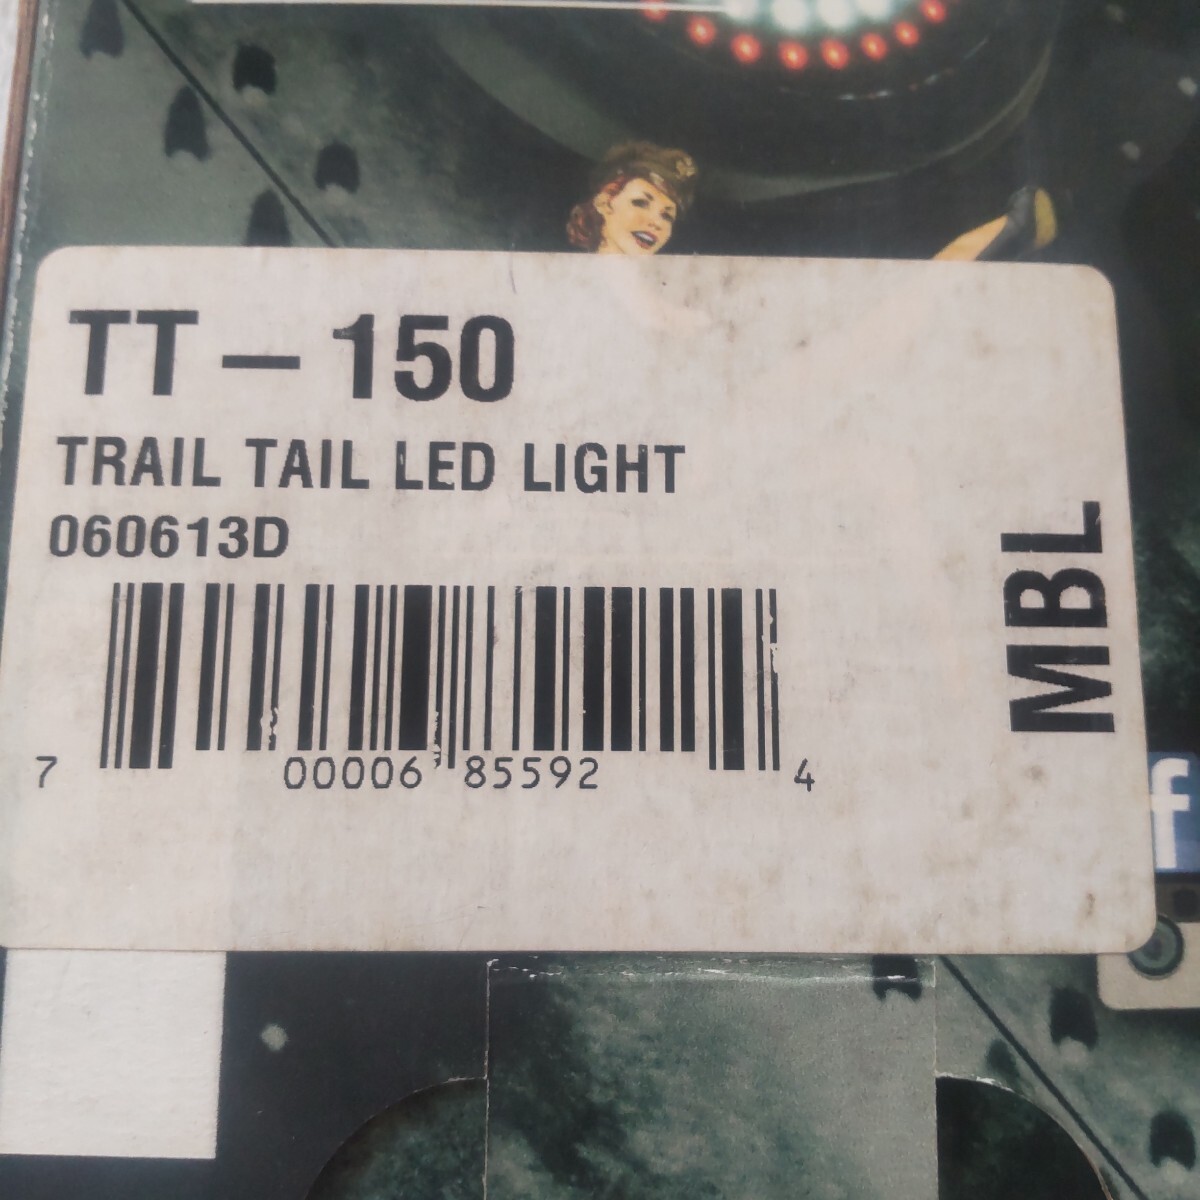 TT – 150
TRAIL TAIL LED LIGHT
060613D
7 00006 85592 4
MBL
f